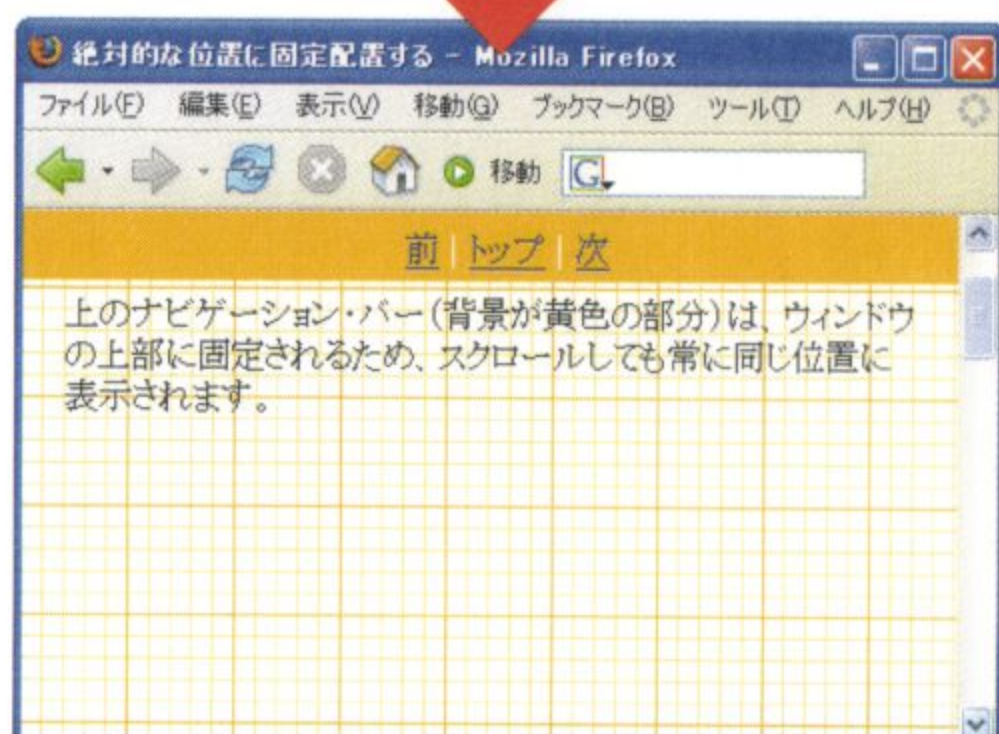 絶対的な位置に固定配置する - Mozilla Firefox
ファイル(F) 編集(E) 表示(V) 移動(G) ブックマーク(B) ツール(T) ヘルプ(H)
移動 G
前 | トップ | 次
上のナビゲーション・バー(背景が黄色の部分)は、ウィンドウ
の上部に固定されるため、スクロールしても常に同じ位置に
表示されます。